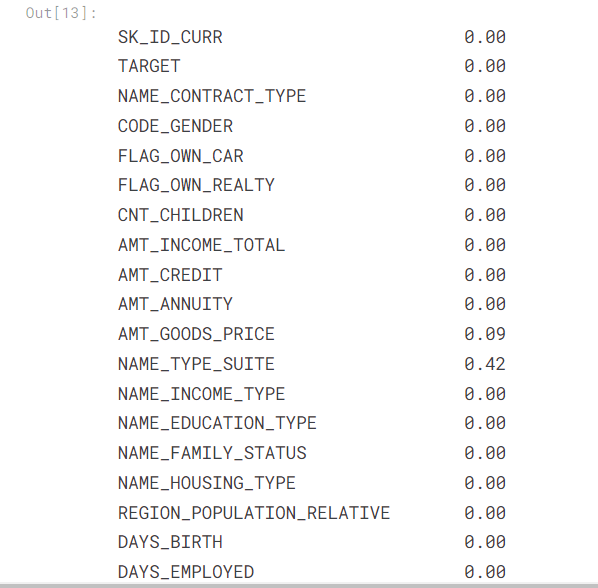 Out[13]:
SK_ID_CURR 0.00
TARGET 0.00
NAME_CONTRACT_TYPE 0.00
CODE_GENDER 0.00
FLAG_OWN_CAR 0.00
FLAG_OWN_REALTY 0.00
CNT_CHILDREN 0.00
AMT_INCOME_TOTAL 0.00
AMT_CREDIT 0.00
AMT_ANNUITY 0.00
AMT_GOODS_PRICE 0.09
NAME_TYPE_SUITE 0.42
NAME_INCOME_TYPE 0.00
NAME_EDUCATION_TYPE 0.00
NAME_FAMILY_STATUS 0.00
NAME_HOUSING_TYPE 0.00
REGION_POPULATION_RELATIVE 0.00
DAYS_BIRTH 0.00
DAYS_EMPLOYED 0.00